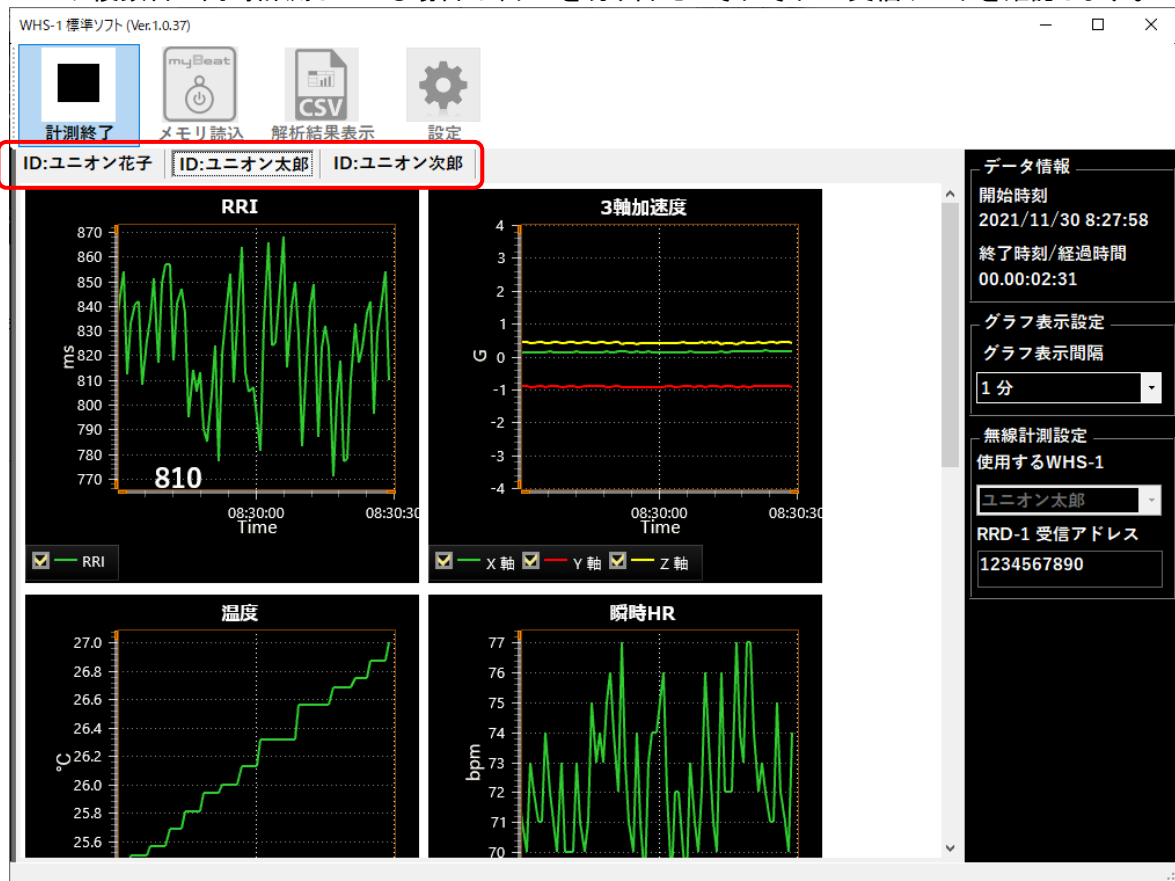 WHS-1 標準ソフト (Ver.1.0.37)
myBeat
CSV
計測終了 メモリ読込 解析結果表示 設定
ID:ユニオン花子 ID:ユニオン太郎 ID:ユニオン次郎
RRI
870
860
850
840
830
820
810
800
790
780
770
ms
810
08:30:00 08:30:30
Time
RRI
3軸加速度
4
3
2
1
0
-1
-2
-3
-4
G
08:30:00 08:30:30
Time
X 軸 Y 軸 Z 軸
温度
27.0
26.8
26.6
26.4
26.2
26.0
25.8
25.6
°C
瞬時HR
77
76
75
74
73
72
71
70
bpm
データ情報
開始時刻
2021/11/30 8:27:58
終了時刻/経過時間
00.00:02:31
グラフ表示設定
グラフ表示間隔
1 分
無線計測設定
使用するWHS-1
ユニオン太郎
RRD-1 受信アドレス
1234567890